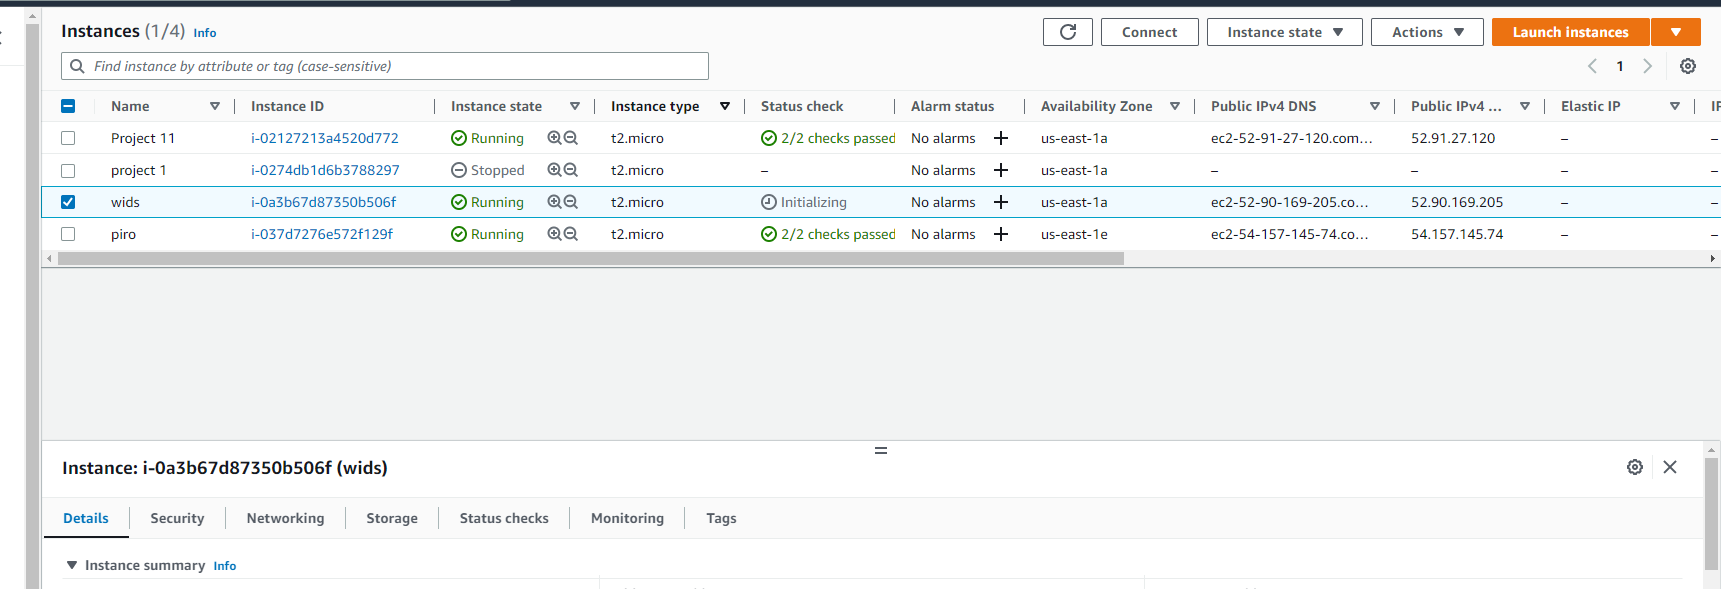 Instances (1/4) Info
Connect Instance state Actions Launch instances
Find instance by attribute or tag (case-sensitive)
1
Name Instance ID Instance state Instance type Status check Alarm status Availability Zone Public IPv4 DNS Public IPv4 ... Elastic IP
Project 11 i-02127213a4520d772 Running t2.micro 2/2 checks passed No alarms + us-east-1a ec2-52-91-27-120.com... 52.91.27.120 – –
project 1 i-0274db1d6b3788297 Stopped t2.micro – No alarms + us-east-1a – – – –
wids i-0a3b67d87350b506f Running t2.micro Initializing No alarms + us-east-1a ec2-52-90-169-205.co... 52.90.169.205 – –
piro i-037d7276e572f129f Running t2.micro 2/2 checks passed No alarms + us-east-1e ec2-54-157-145-74.co... 54.157.145.74 – –
Instance: i-0a3b67d87350b506f (wids)
Details Security Networking Storage Status checks Monitoring Tags
Instance summary Info